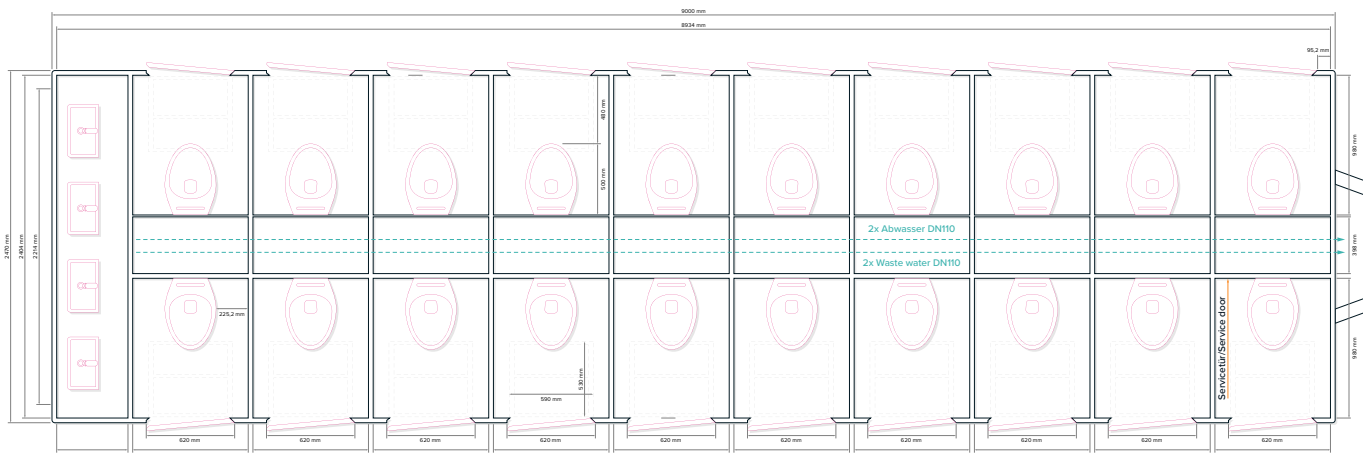 9000 mm
8934 mm
95,2 mm
2470 mm
2404 mm
2214 mm
480 mm
500 mm
980 mm
2x Abwasser DN110
2x Waste water DN110
398 mm
225,2 mm
530 mm
590 mm
Servicetür/Service door
980 mm
620 mm
620 mm
620 mm
620 mm
620 mm
620 mm
620 mm
620 mm
620 mm
620 mm